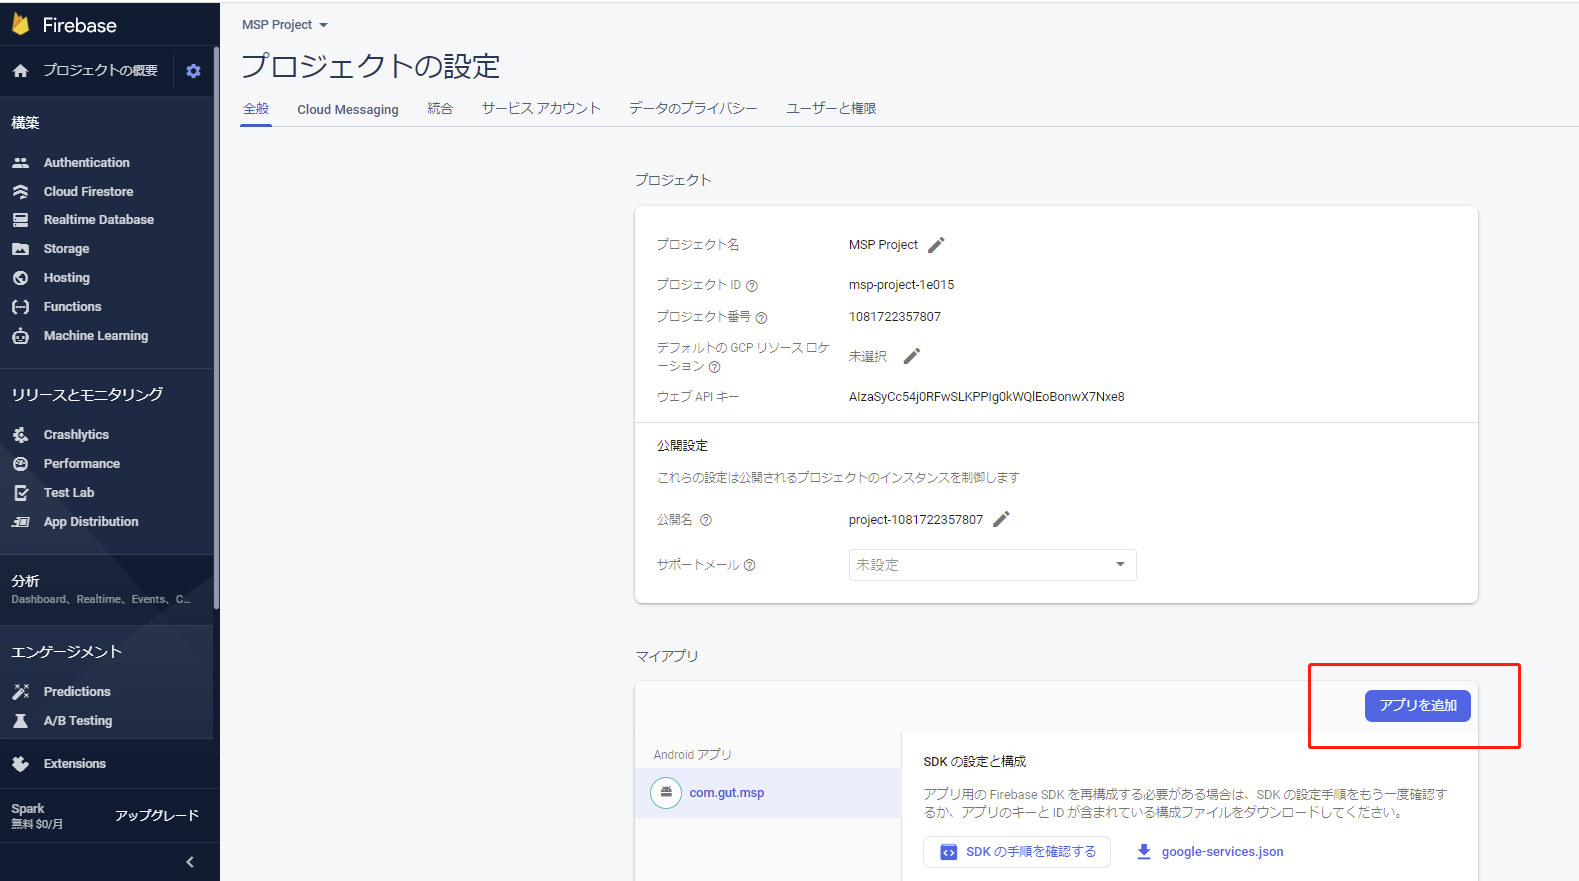 Firebase
プロジェクトの概要
構築
Authentication
Cloud Firestore
Realtime Database
Storage
Hosting
Functions
Machine Learning
リリースとモニタリング
Crashlytics
Performance
Test Lab
App Distribution
分析
Dashboard、Realtime、Events、C...
エンゲージメント
Predictions
A/B Testing
Extensions
Spark
無料 $0/月
アップグレード
MSP Project
プロジェクトの設定
全般 Cloud Messaging 統合 サービス アカウント データのプライバシー ユーザーと権限
プロジェクト
プロジェクト名 MSP Project
プロジェクト ID msp-project-1e015
プロジェクト番号 1081722357807
デフォルトの GCP リソース ロケ
ーション 未選択
ウェブ API キー AIzaSyCc54j0RFwSLKPPIg0kWQlEoBonwX7Nxe8
公開設定
これらの設定は公開されるプロジェクトのインスタンスを制御します
公開名 project-1081722357807
サポートメール 未設定
マイアプリ
アプリを追加
Android アプリ
com.gut.msp
SDK の設定と構成
アプリ用の Firebase SDK を再構成する必要がある場合は、SDK の設定手順をもう一度確認す
るか、アプリのキーと ID が含まれている構成ファイルをダウンロードしてください。
SDK の手順を確認する google-services.json